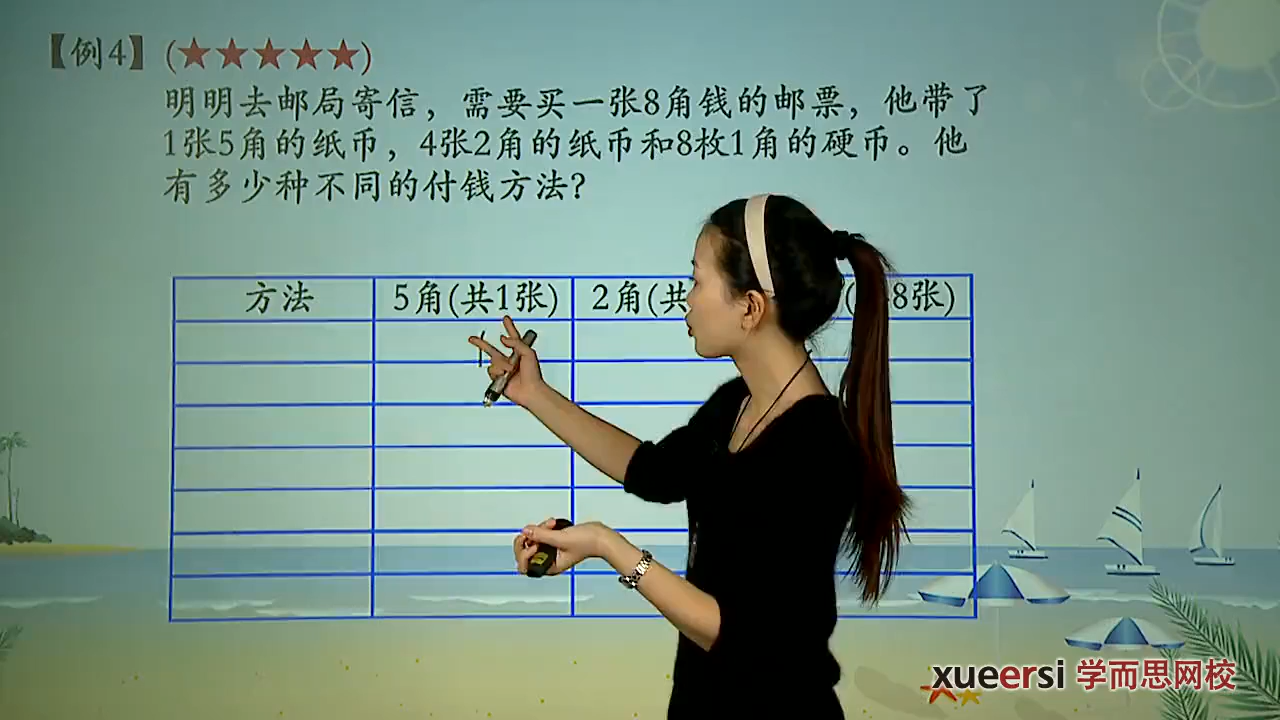 【例4】(★★★★★)
明明去邮局寄信，需要买一张8角钱的邮票，他带了
1张5角的纸币，4张2角的纸币和8枚1角的硬币。他
有多少种不同的付钱方法？
方法 5角(共1张) 2角(共 8张)
1
xueersi 学而思网校